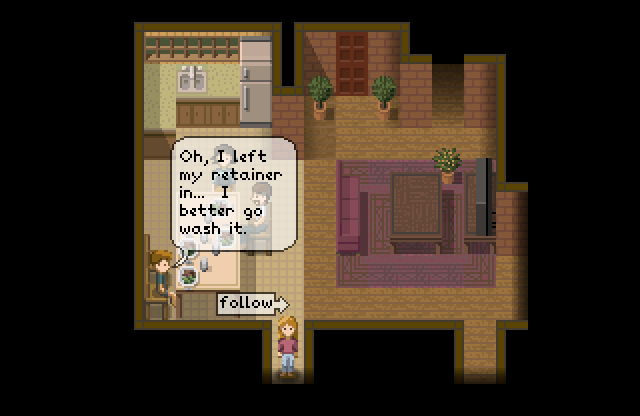 Oh, I left
my retainer
in... I
better go
wash it.
follow